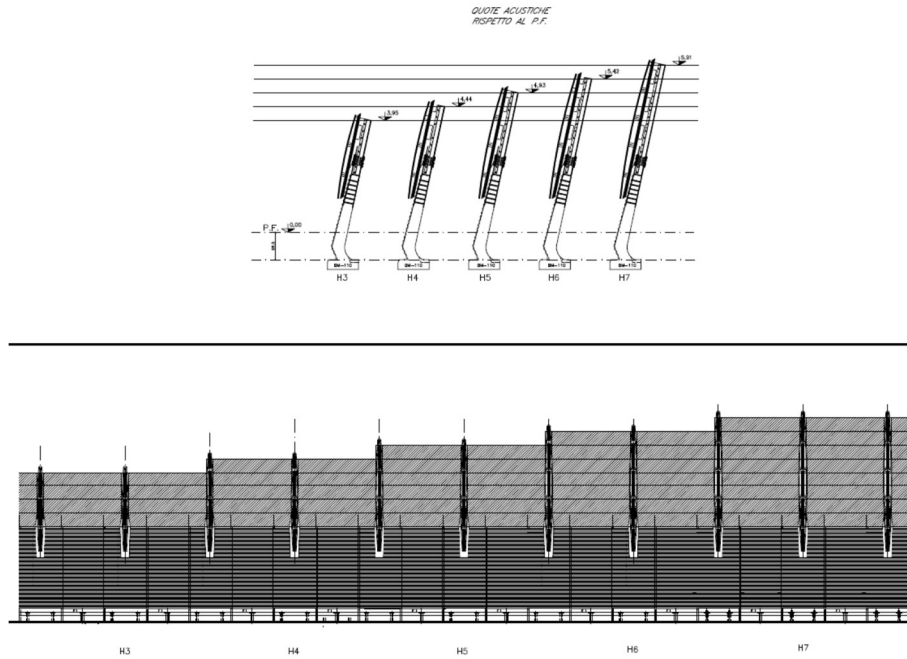 QUOTE ACUSTICHE
RISPETTO AL P.F.
5,91
5,42
4,93
4,44
3,95
P.F. 0,00
H3 H4 H5 H6 H7
H3 H4 H5 H6 H7